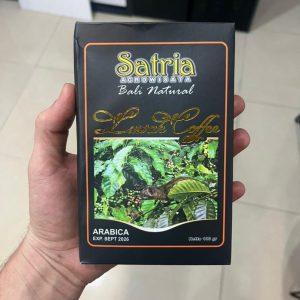 Satria
AGROWISATA
Bali Natural
Luwak Coffee
ARABICA
EXP. SEPT 2026